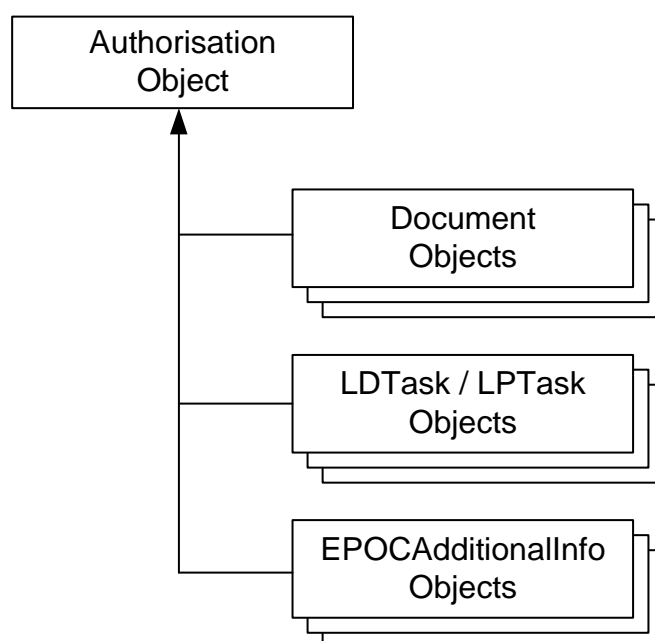 Authorisation
Object
Document
Objects
LDTask / LPTask
Objects
EPOCAdditionalInfo
Objects